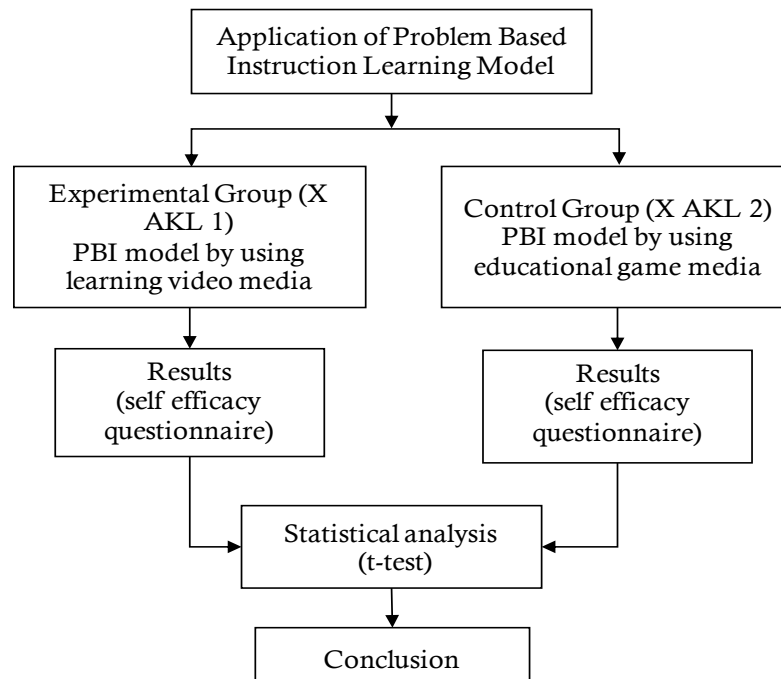 Application of Problem Based
Instruction Learning Model
Experimental Group (X
AKL 1)
PBI model by using
learning video media
Control Group (X AKL 2)
PBI model by using
educational game media
Results
(self efficacy
questionnaire)
Results
(self efficacy
questionnaire)
Statistical analysis
(t-test)
Conclusion